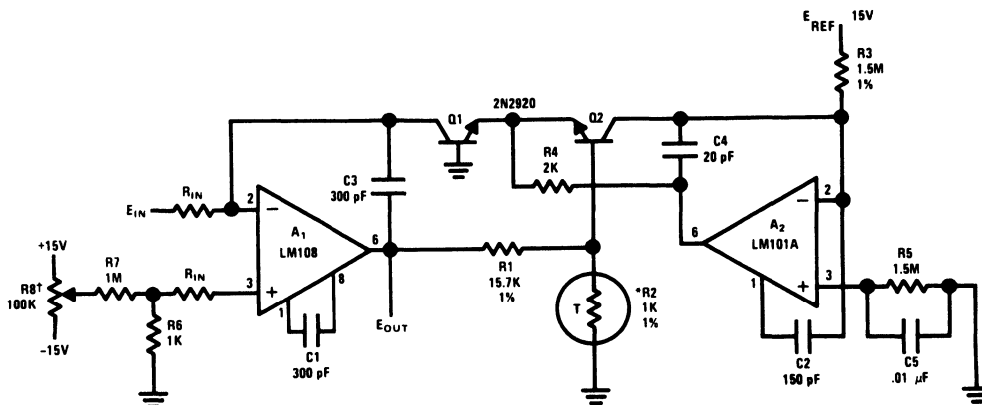 E REF 15V
R3
1.5M
1%
Q1
2N2920
Q2
R4
2K
C4
20 pF
C3
300 pF
R IN
E IN
2
−
A1
LM108
6
+
3
1
8
C1
300 pF
+15V
R8†
100K
−15V
R7
1M
R IN
R6
1K
E OUT
R1
15.7K
1%
T
*R2
1K
1%
6
A2
LM101A
−
2
+
3
1
C2
150 pF
R5
1.5M
C5
.01 μF